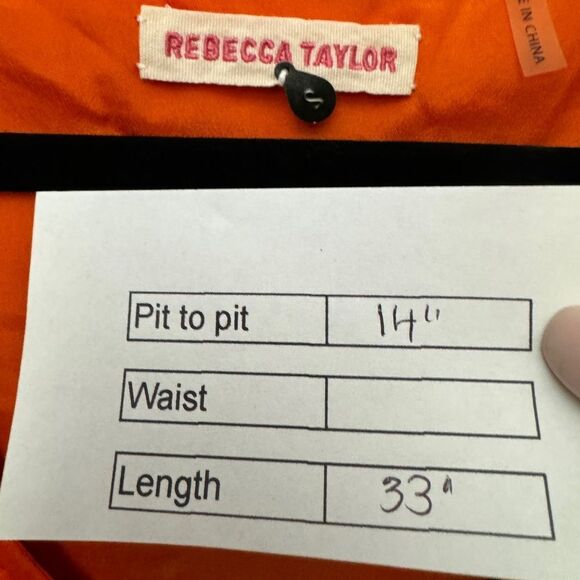 REBECCA TAYLOR
E IN CHINA
S
Pit to pit 14"
Waist
Length 33"